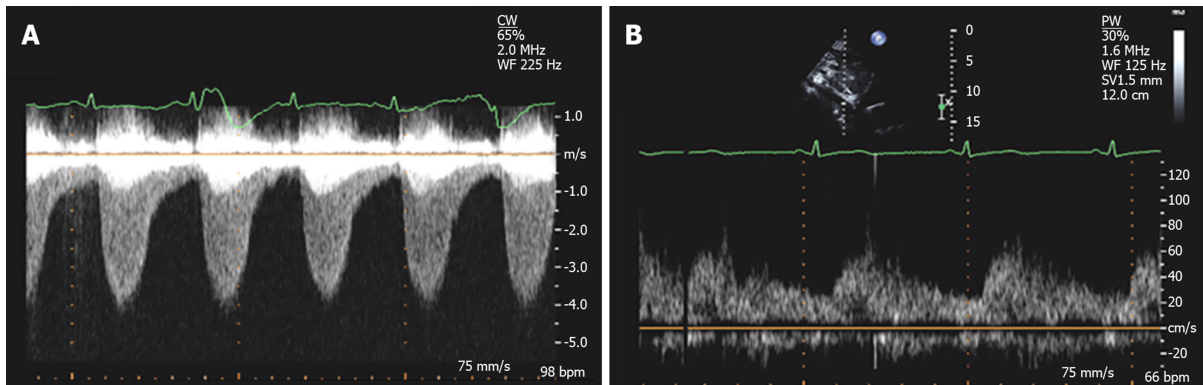 A
CW
65%
2.0 MHz
WF 225 Hz
1.0
m/s
-1.0
-2.0
-3.0
-4.0
-5.0
75 mm/s
98 bpm
B
PW
30%
1.6 MHz
WF 125 Hz
SV1.5 mm
12.0 cm
0
5
10
15
120
100
80
60
40
20
cm/s
-20
75 mm/s
66 bpm